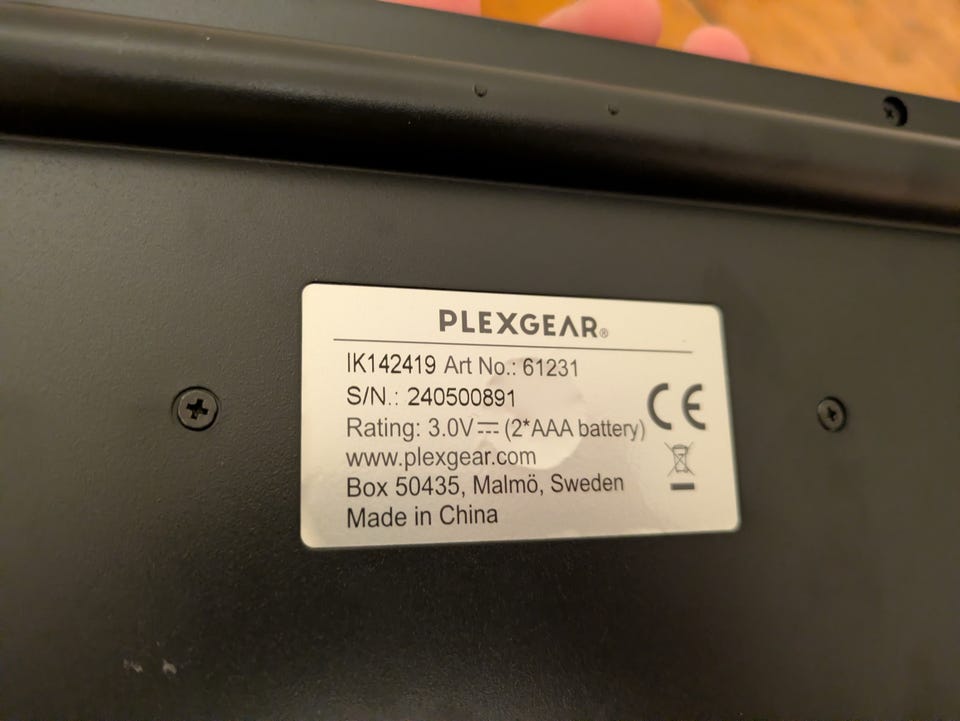 PLEXGEAR®
IK142419 Art No.: 61231
S/N.: 240500891
Rating: 3.0V⎓ (2*AAA battery)
www.plexgear.com
Box 50435, Malmö, Sweden
Made in China
CE